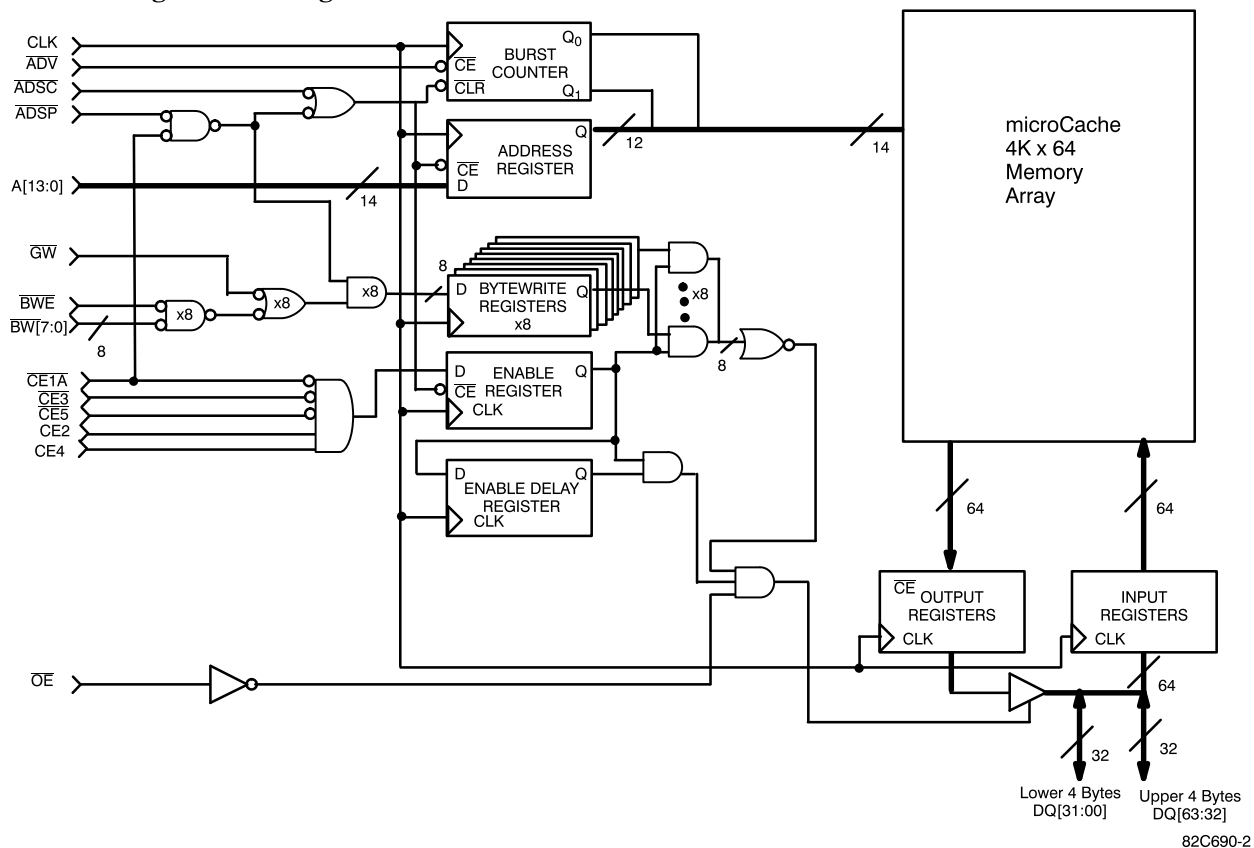 CLK
ADV
ADSC
ADSP
A[13:0]
GW
BWE
BW[7:0]
8
CE1A
CE3
CE5
CE2
CE4
OE
x8
x8
x8
14
BURST
COUNTER
CE
CLR
Q0
Q1
ADDRESS
REGISTER
CE
D
Q
12
14
8
D
BYTEWRITE
REGISTERS
x8
Q
x8
8
D
ENABLE
REGISTER
CE
CLK
Q
D
ENABLE DELAY
REGISTER
CLK
Q
microCache
4K x 64
Memory
Array
64
64
CE
OUTPUT
REGISTERS
CLK
INPUT
REGISTERS
CLK
64
32
32
Lower 4 Bytes
DQ[31:00]
Upper 4 Bytes
DQ[63:32]
82C690-2